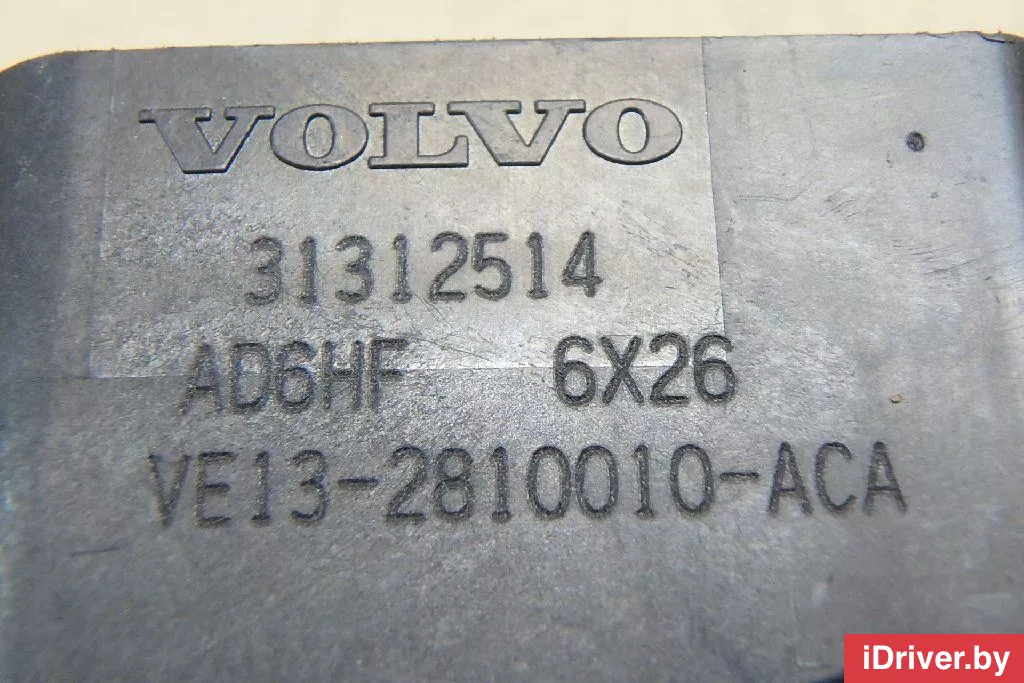 VOLVO
31312514
AD6HF 6X26
VE13-2810010-ACA
iDriver.by